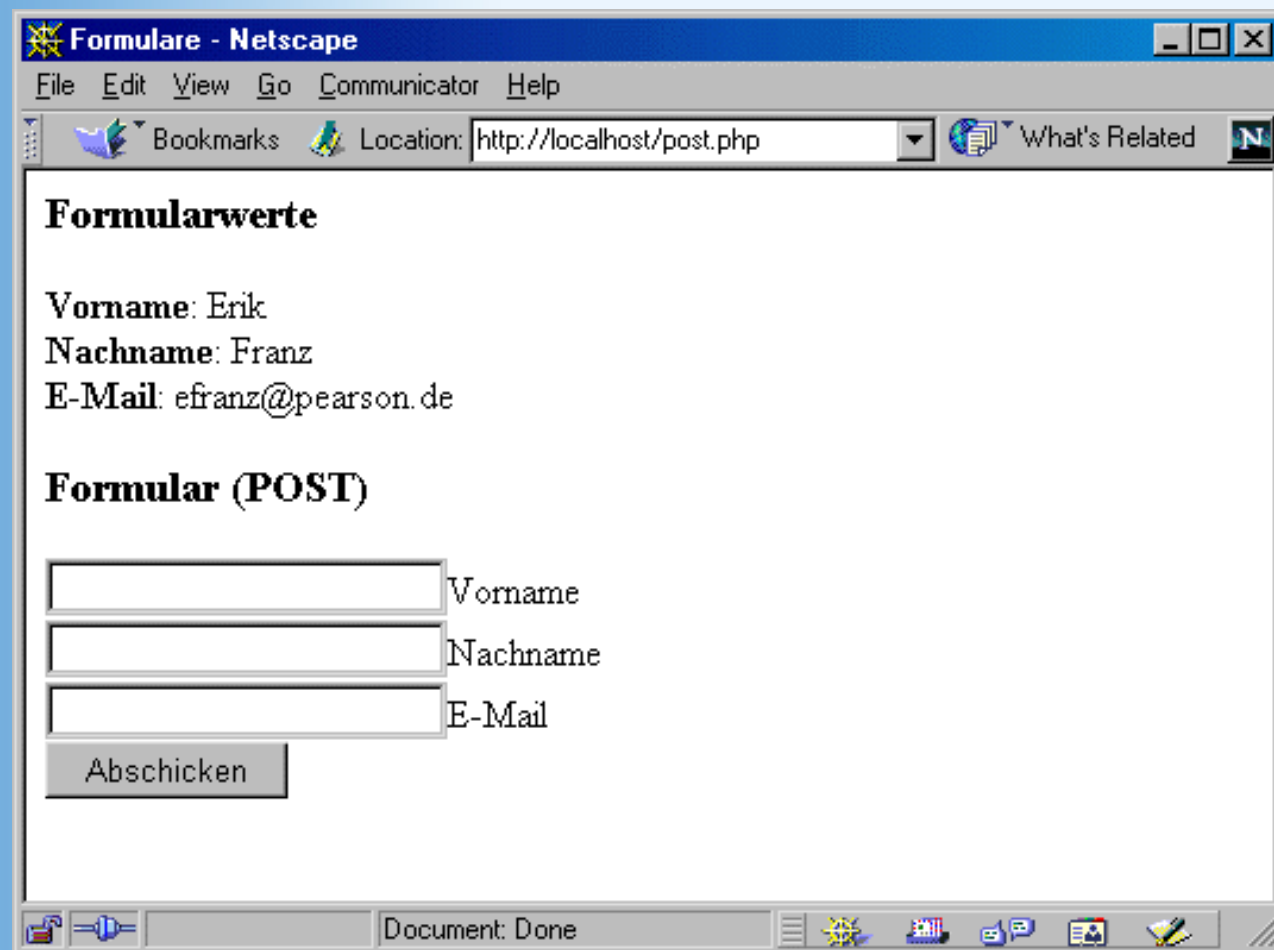 Formulare - Netscape
File Edit View Go Communicator Help
Bookmarks Location: http://localhost/post.php What's Related N
Formularwerte
Vorname: Erik
Nachname: Franz
E-Mail: efranz@pearson.de
Formular (POST)
Vorname
Nachname
E-Mail
Abschicken
Document: Done